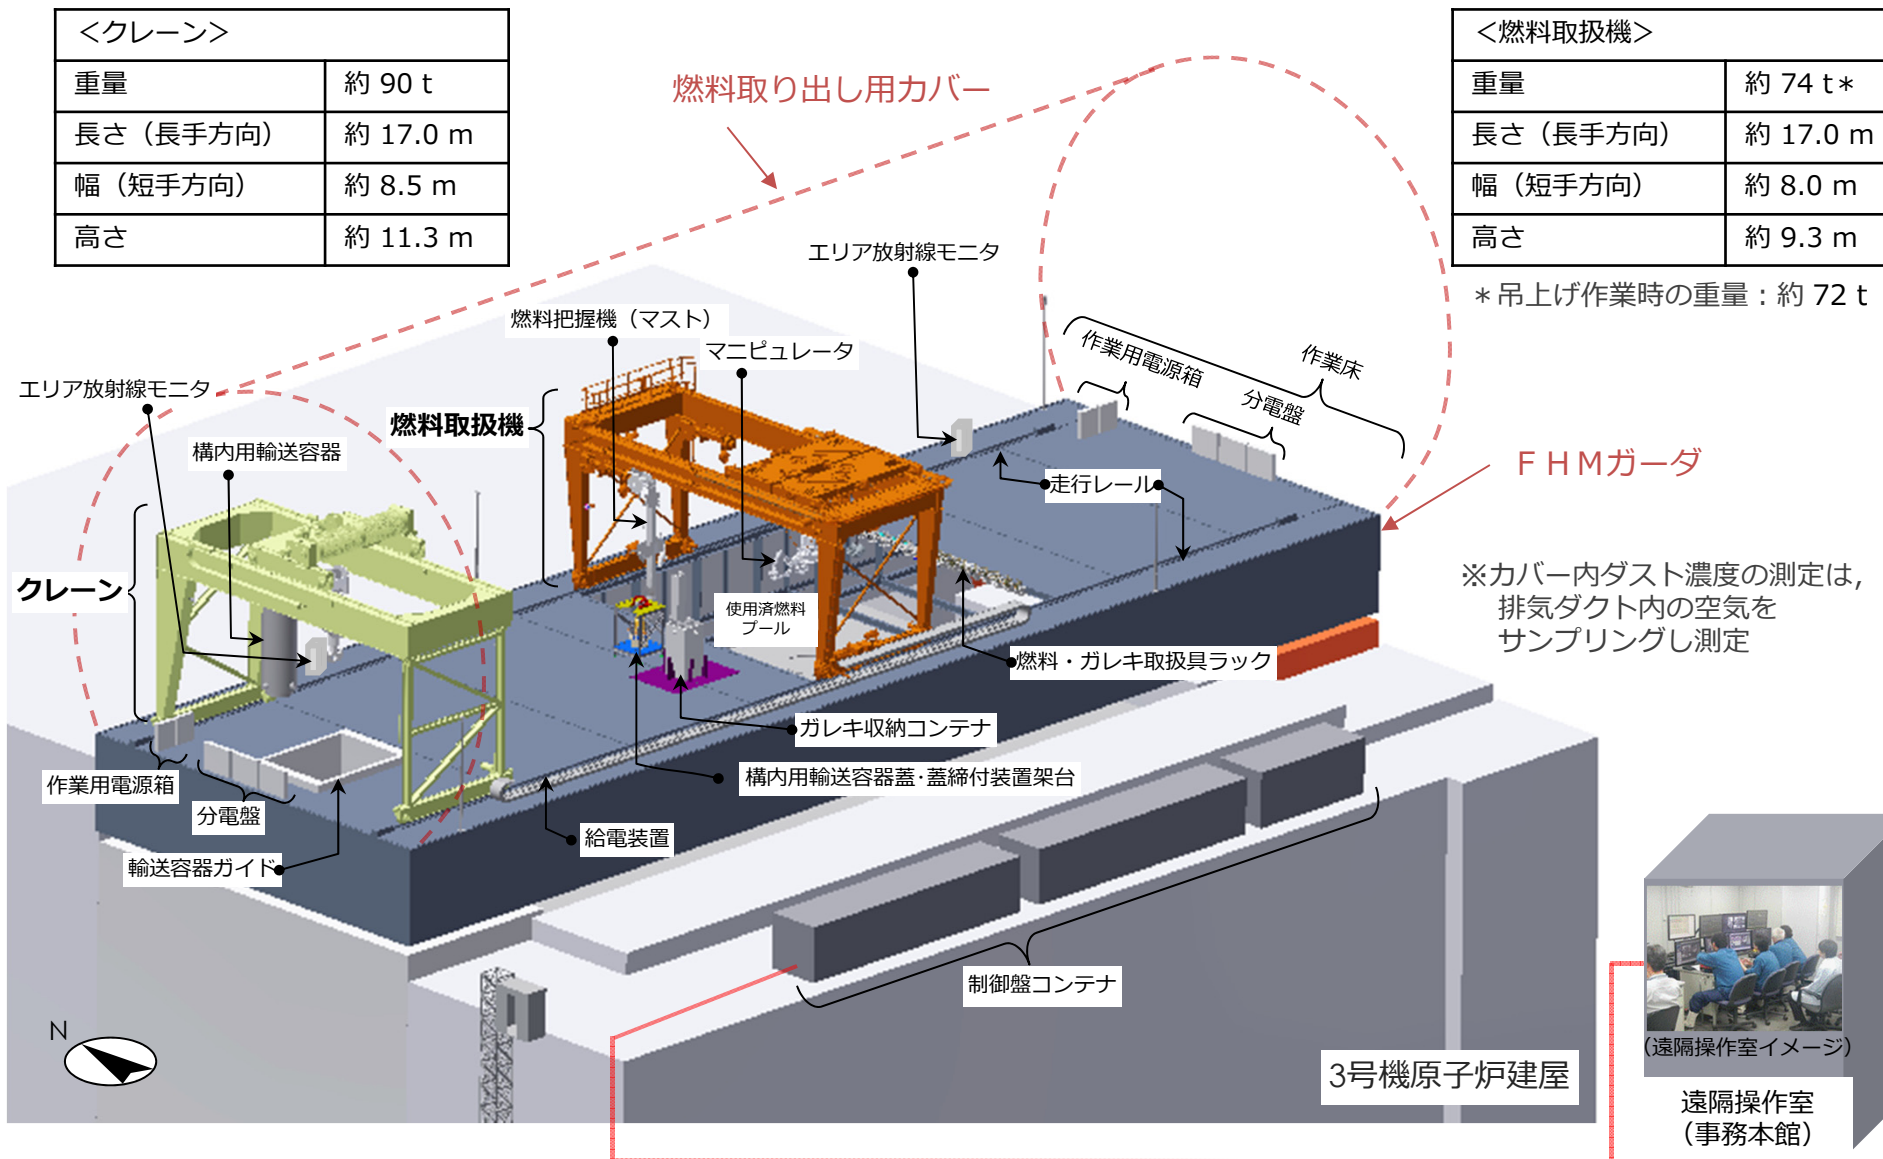 ＜クレーン＞
重量 約 90 t
長さ（長手方向） 約 17.0 m
幅（短手方向） 約 8.5 m
高さ 約 11.3 m
＜燃料取扱機＞
重量 約 74 t＊
長さ（長手方向） 約 17.0 m
幅（短手方向） 約 8.0 m
高さ 約 9.3 m
＊吊上げ作業時の重量：約 72 t
燃料取り出し用カバー
エリア放射線モニタ
燃料把握機（マスト）
マニピュレータ
作業用電源箱
作業床
分電盤
エリア放射線モニタ
燃料取扱機
構内用輸送容器
走行レール
ＦＨＭガーダ
クレーン
使用済燃料
プール
※カバー内ダスト濃度の測定は，
排気ダクト内の空気を
サンプリングし測定
燃料・ガレキ取扱具ラック
ガレキ収納コンテナ
構内用輸送容器蓋・蓋締付装置架台
作業用電源箱
分電盤
給電装置
輸送容器ガイド
制御盤コンテナ
N
3号機原子炉建屋
（遠隔操作室イメージ）
遠隔操作室
（事務本館）